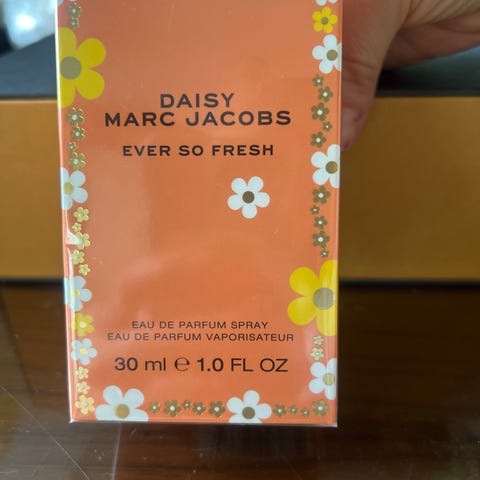 DAISY
MARC JACOBS
EVER SO FRESH
EAU DE PARFUM SPRAY
EAU DE PARFUM VAPORISATEUR
30 ml ℮ 1.0 FL OZ